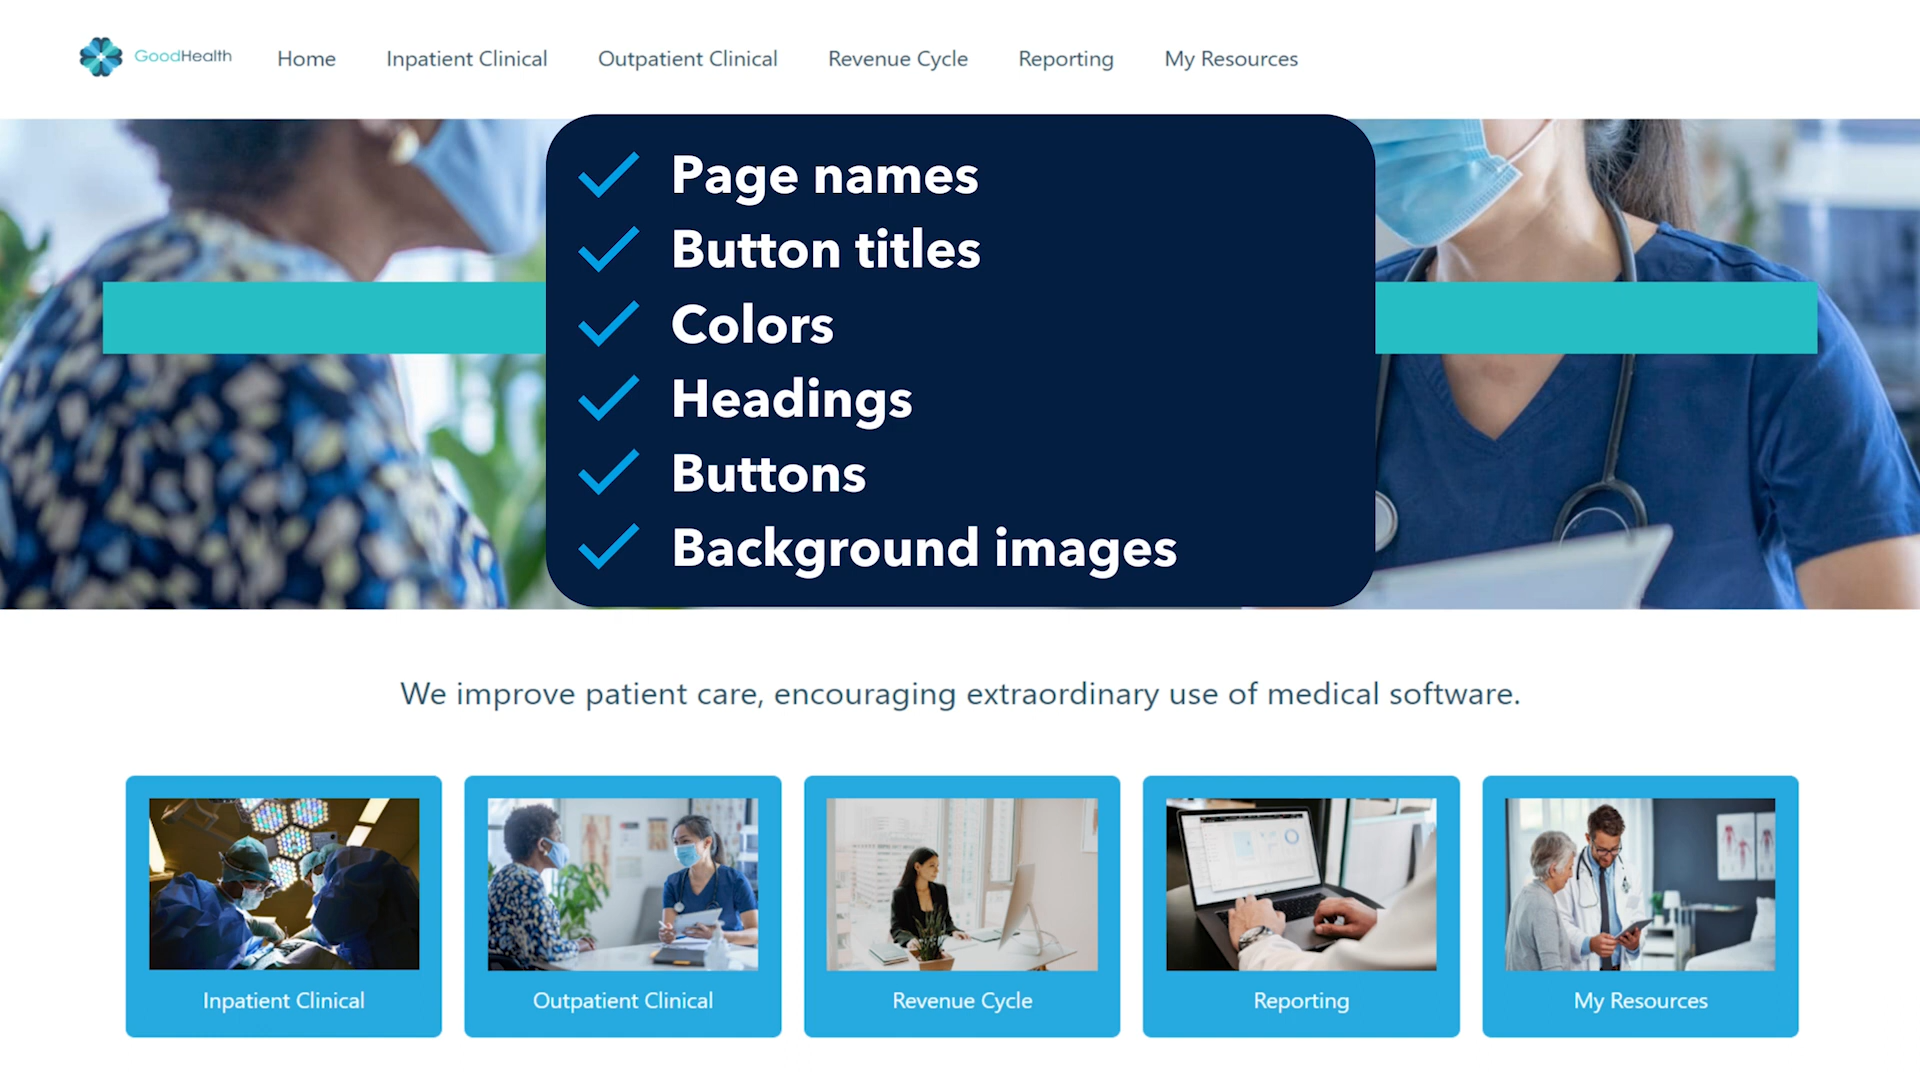 GoodHealth Home Inpatient Clinical Outpatient Clinical Revenue Cycle Reporting My Resources
Page names
Button titles
Colors
Headings
Buttons
Background images
We improve patient care, encouraging extraordinary use of medical software.
Inpatient Clinical Outpatient Clinical Revenue Cycle Reporting My Resources